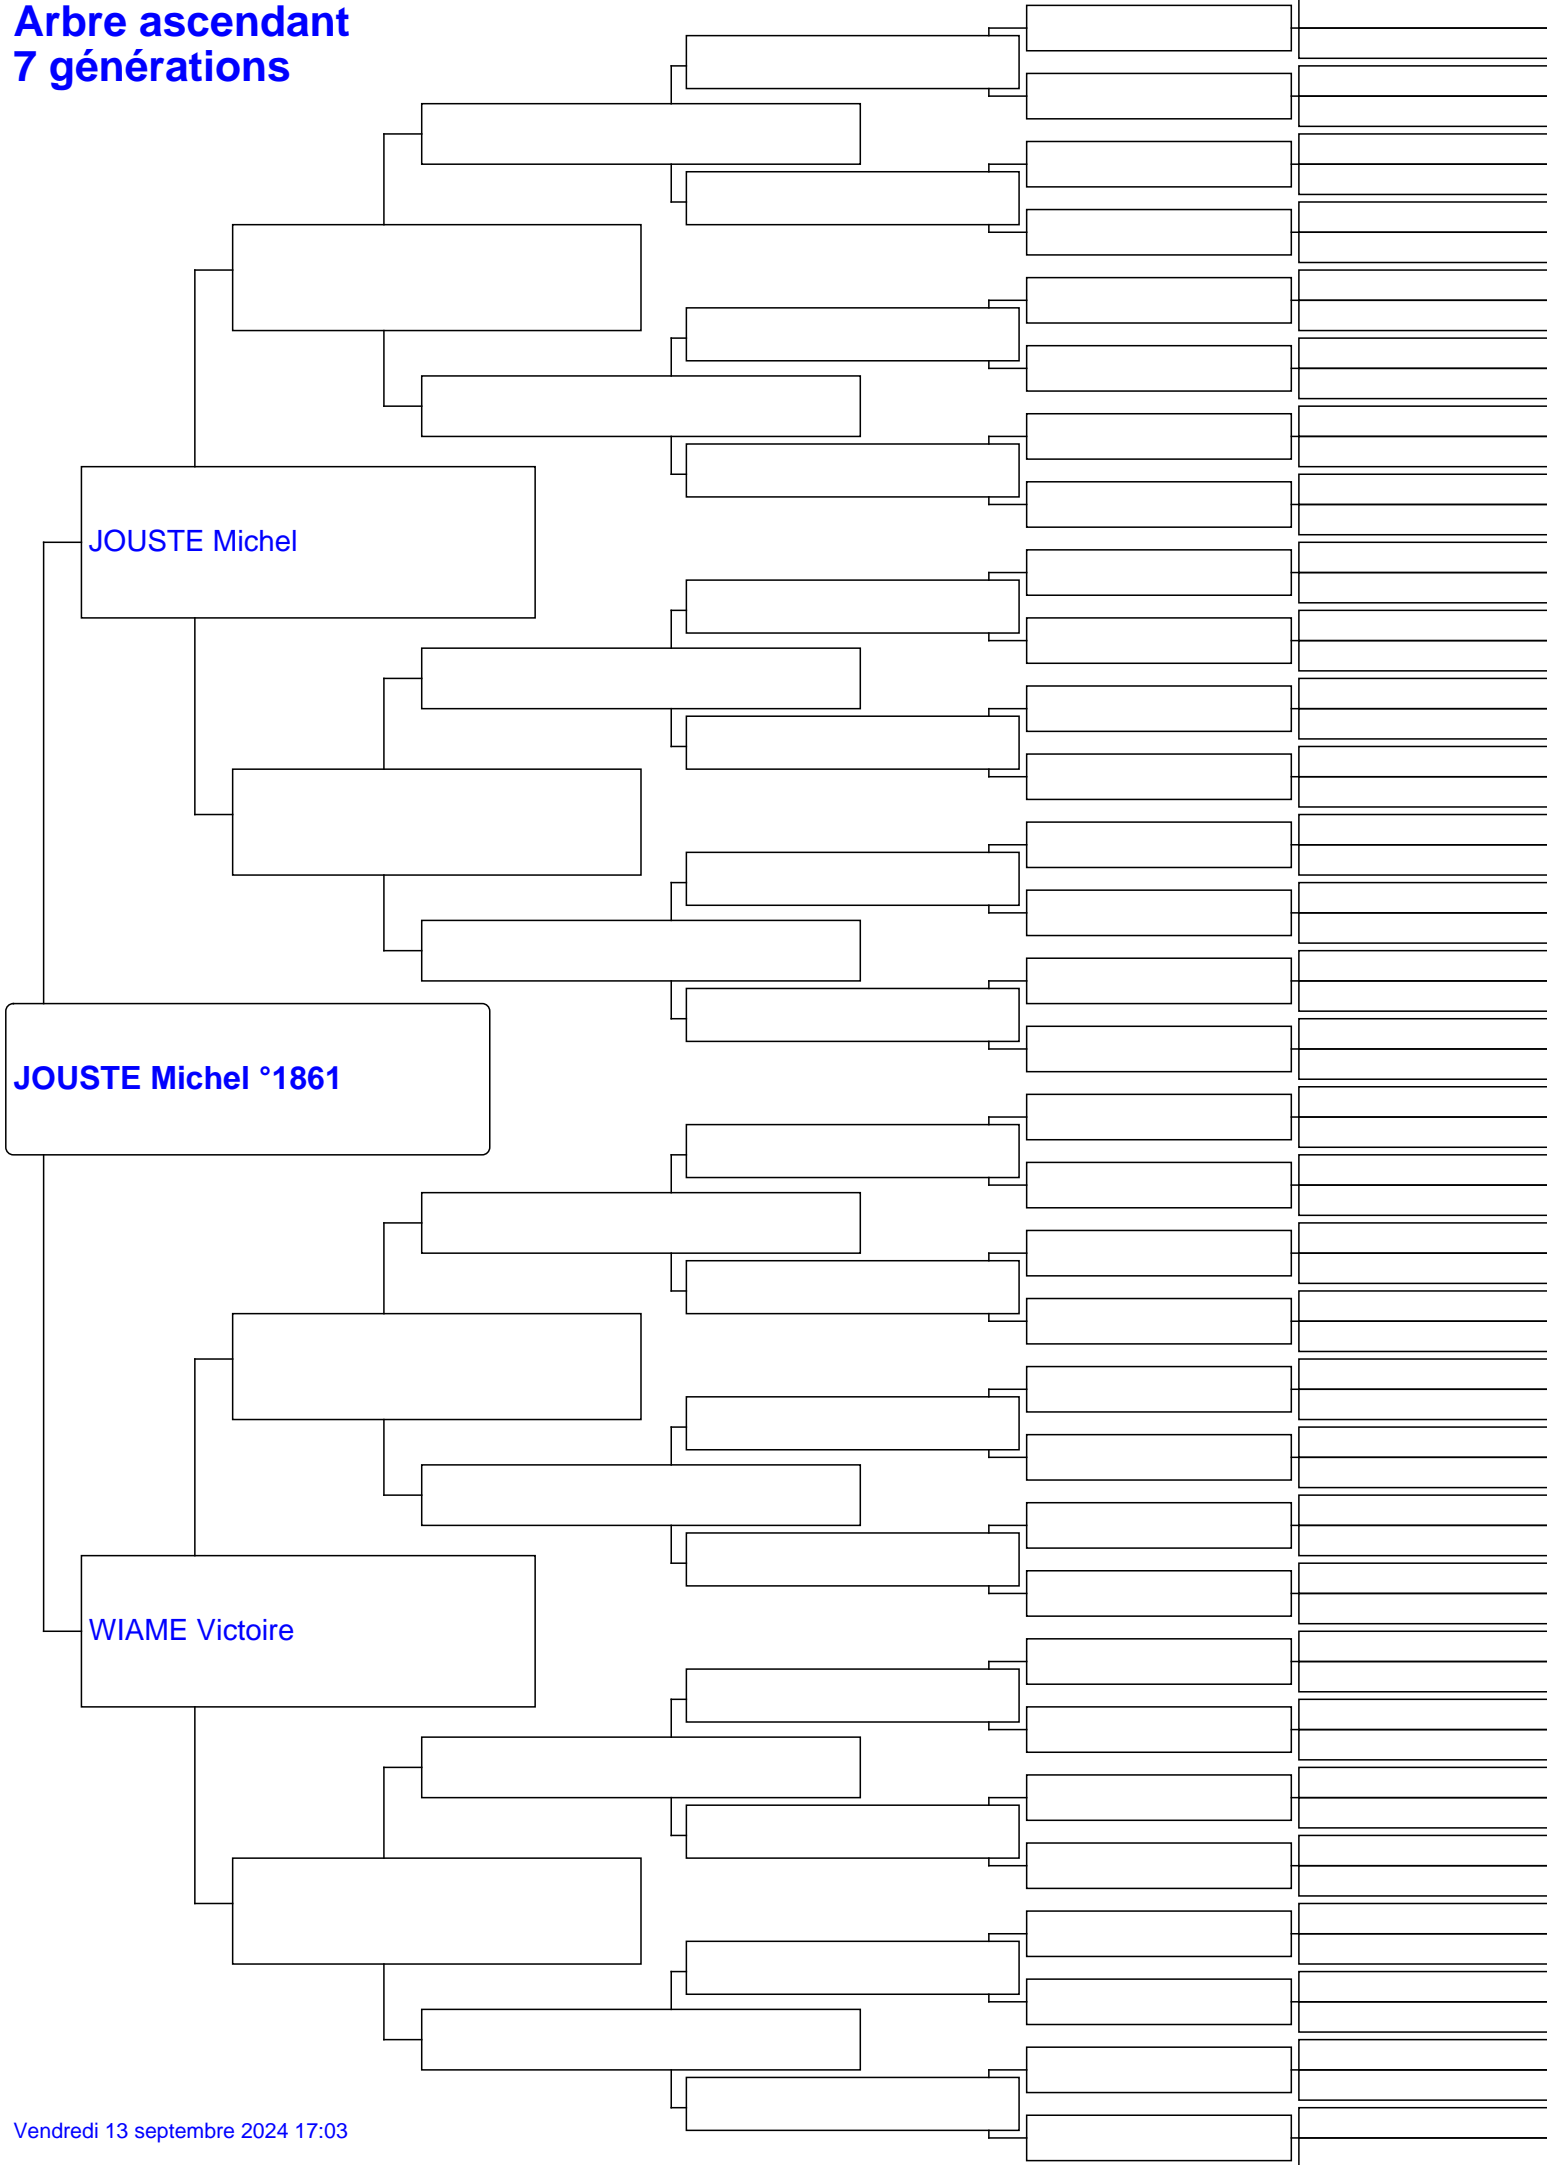 Arbre ascendant
7 générations
JOUSTE Michel
JOUSTE Michel °1861
WIAME Victoire
Vendredi 13 septembre 2024 17:03